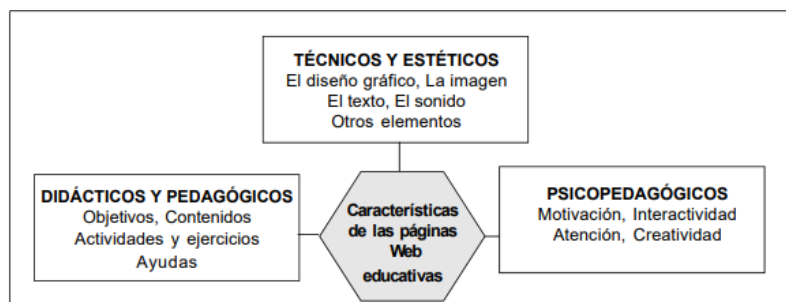 TÉCNICOS Y ESTÉTICOS
El diseño gráfico, La imagen
El texto, El sonido
Otros elementos
DIDÁCTICOS Y PEDAGÓGICOS
Objetivos, Contenidos
Actividades y ejercicios
Ayudas
Características
de las páginas
Web
educativas
PSICOPEDAGÓGICOS
Motivación, Interactividad
Atención, Creatividad